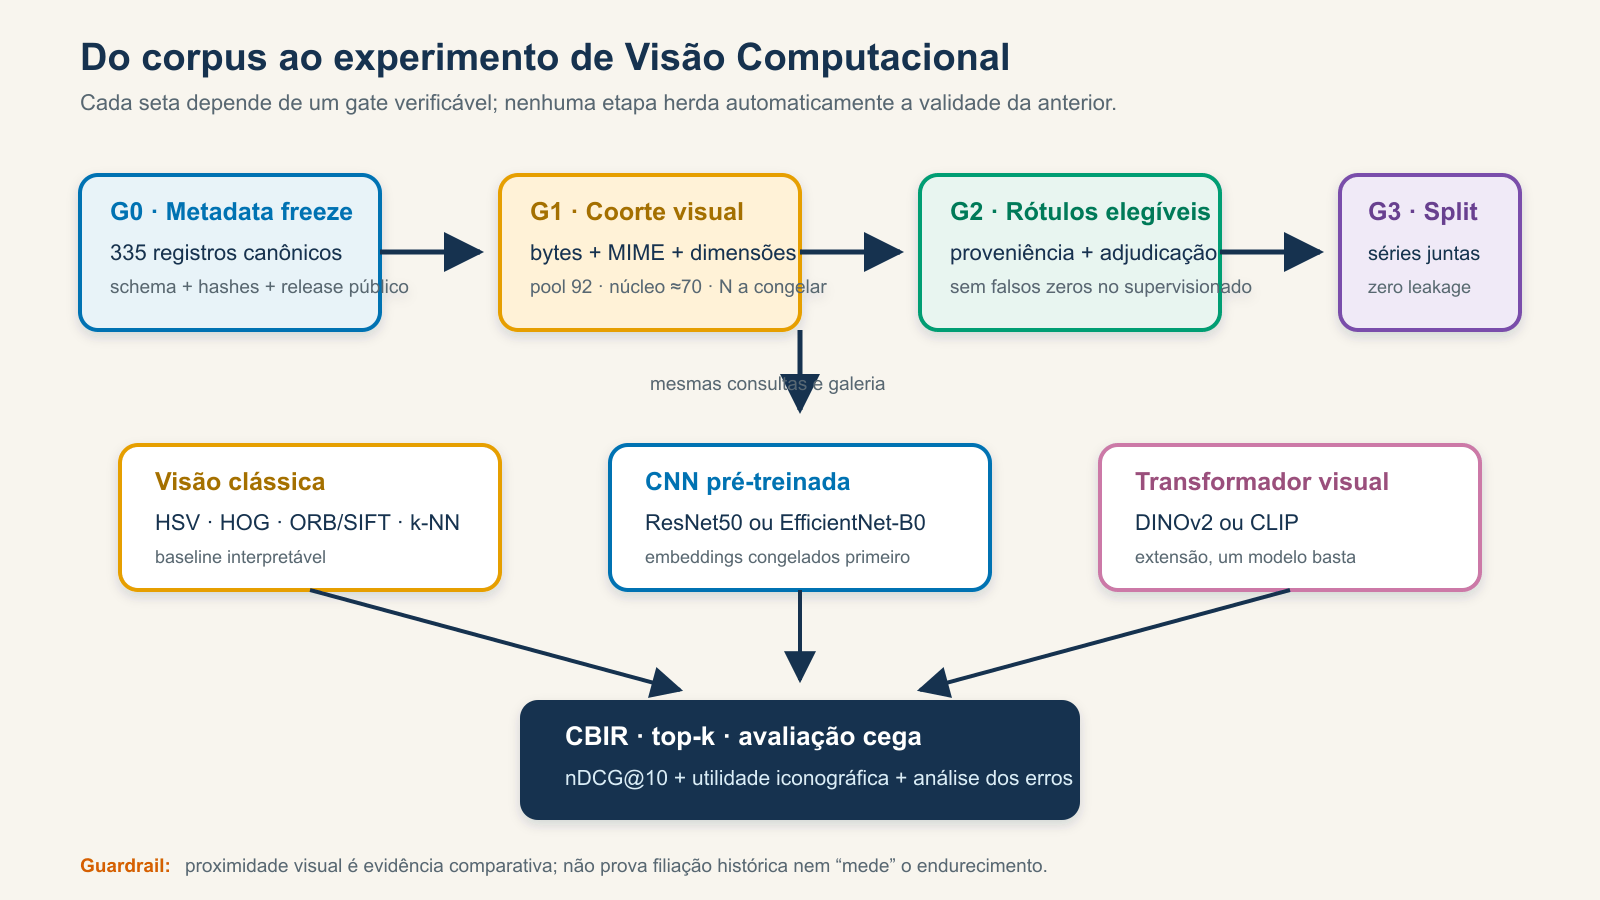 Do corpus ao experimento de Visão Computacional
Cada seta depende de um gate verificável; nenhuma etapa herda automaticamente a validade da anterior.
G0 · Metadata freeze
335 registros canônicos
schema + hashes + release público
G1 · Coorte visual
bytes + MIME + dimensões
pool 92 · núcleo ≈70 · N a congelar
G2 · Rótulos elegíveis
proveniência + adjudicação
sem falsos zeros no supervisionado
G3 · Split
séries juntas
zero leakage
mesmas consultas e galeria
Visão clássica
HSV · HOG · ORB/SIFT · k-NN
baseline interpretável
CNN pré-treinada
ResNet50 ou EfficientNet-B0
embeddings congelados primeiro
Transformador visual
DINOv2 ou CLIP
extensão, um modelo basta
CBIR · top-k · avaliação cega
nDCG@10 + utilidade iconográfica + análise dos erros
Guardrail: proximidade visual é evidência comparativa; não prova filiação histórica nem “mede” o endurecimento.